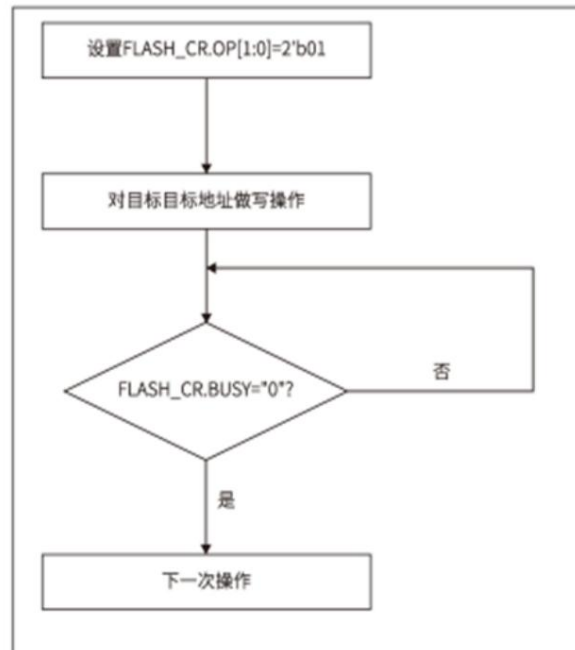 设置FLASH_CR.OP[1:0]=2'b01
对目标目标地址做写操作
FLASH_CR.BUSY="0"?
否
是
下一次操作